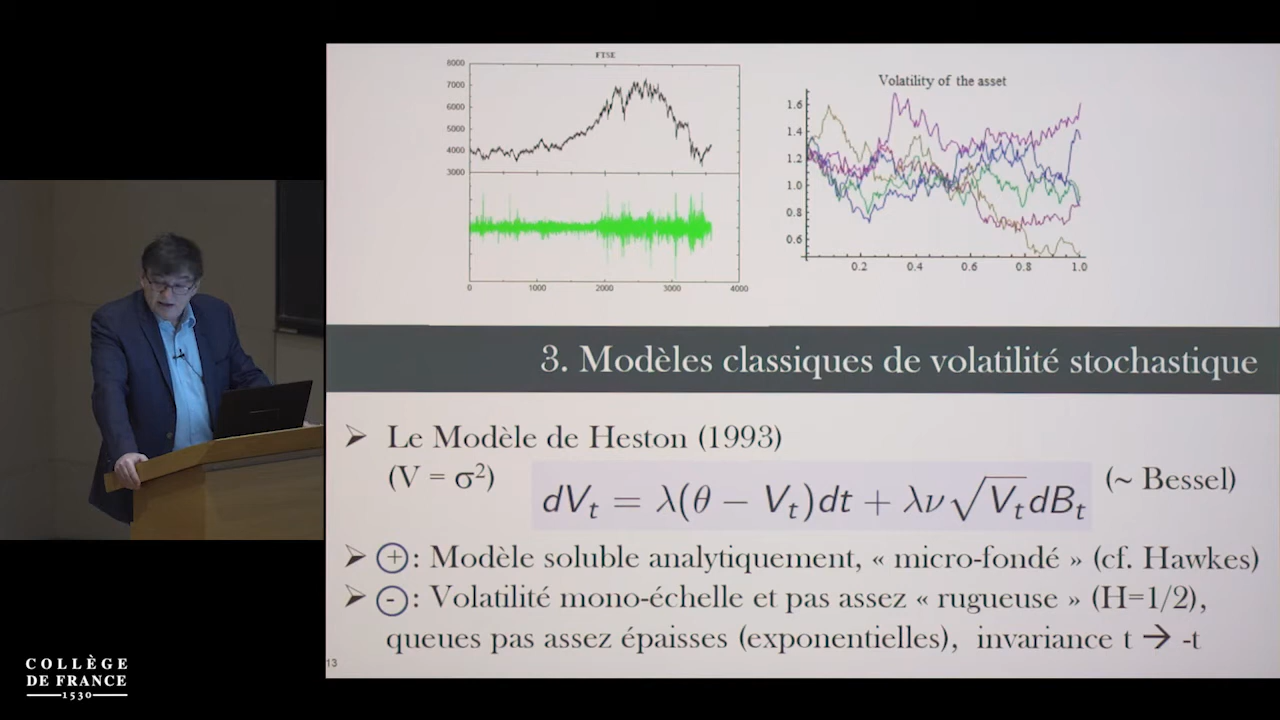 FTSE
8000
7000
6000
5000
4000
3000
0 1000 2000 3000 4000
Volatility of the asset
1.6
1.4
1.2
1.0
0.8
0.6
0.2 0.4 0.6 0.8 1.0
3. Modèles classiques de volatilité stochastique
➢ Le Modèle de Heston (1993)
(V = σ²) dVₜ = λ(θ − Vₜ)dt + λν√Vₜ dBₜ (~ Bessel)
➢ ⊕ : Modèle soluble analytiquement, « micro-fondé » (cf. Hawkes)
➢ ⊖ : Volatilité mono-échelle et pas assez « rugueuse » (H=1/2),
queues pas assez épaisses (exponentielles), invariance t → -t
13
COLLÈGE
DE FRANCE
1530